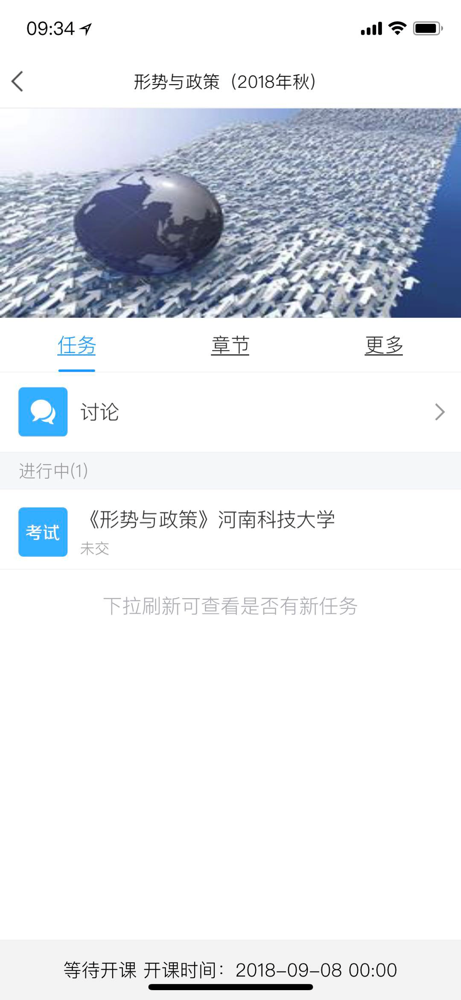 09:34
形势与政策（2018年秋）
任务
章节
更多
讨论
进行中(1)
考试
《形势与政策》河南科技大学
未交
下拉刷新可查看是否有新任务
等待开课 开课时间：2018-09-08 00:00